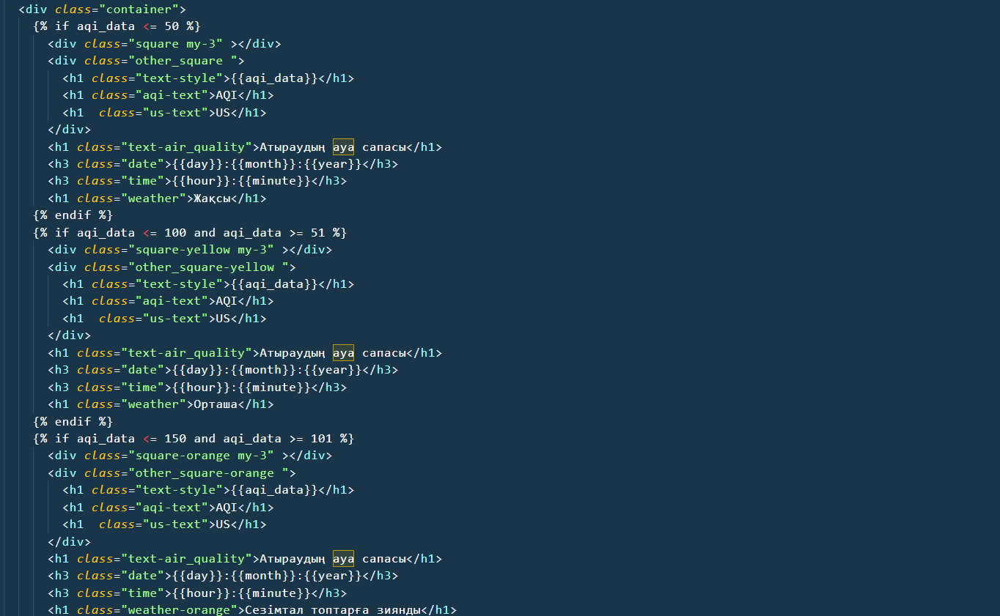 <div class="container">
{% if aqi_data <= 50 %}
<div class="square my-3" ></div>
<div class="other_square ">
<h1 class="text-style">{{aqi_data}}</h1>
<h1 class="aqi-text">AQI</h1>
<h1  class="us-text">US</h1>
</div>
<h1 class="text-air_quality">Атыраудың ауа сапасы</h1>
<h3 class="date">{{day}}:{{month}}:{{year}}</h3>
<h3 class="time">{{hour}}:{{minute}}</h3>
<h1 class="weather">Жақсы</h1>
{% endif %}
{% if aqi_data <= 100 and aqi_data >= 51 %}
<div class="square-yellow my-3" ></div>
<div class="other_square-yellow ">
<h1 class="text-style">{{aqi_data}}</h1>
<h1 class="aqi-text">AQI</h1>
<h1  class="us-text">US</h1>
</div>
<h1 class="text-air_quality">Атыраудың ауа сапасы</h1>
<h3 class="date">{{day}}:{{month}}:{{year}}</h3>
<h3 class="time">{{hour}}:{{minute}}</h3>
<h1 class="weather">Орташа</h1>
{% endif %}
{% if aqi_data <= 150 and aqi_data >= 101 %}
<div class="square-orange my-3" ></div>
<div class="other_square-orange ">
<h1 class="text-style">{{aqi_data}}</h1>
<h1 class="aqi-text">AQI</h1>
<h1  class="us-text">US</h1>
</div>
<h1 class="text-air_quality">Атыраудың ауа сапасы</h1>
<h3 class="date">{{day}}:{{month}}:{{year}}</h3>
<h3 class="time">{{hour}}:{{minute}}</h3>
<h1 class="weather-orange">Сезімтал топтарға зиянды</h1>